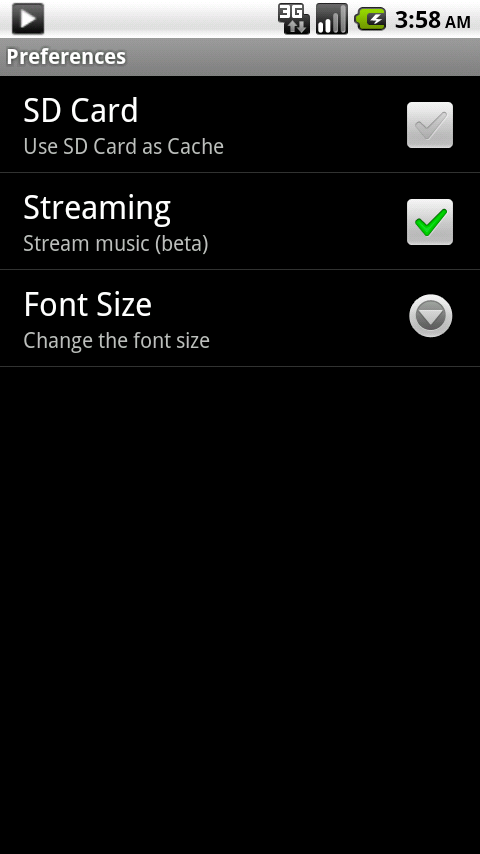 3G 3:58 AM
Preferences
SD Card
Use SD Card as Cache
Streaming
Stream music (beta)
Font Size
Change the font size